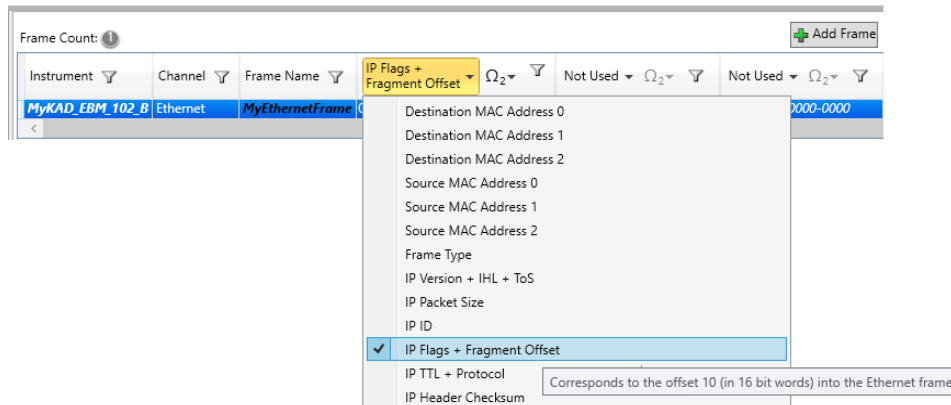 Frame Count: 1
Add Frame
Instrument Channel Frame Name IP Flags + Fragment Offset Ω2 Not Used Ω2 Not Used Ω2
MyKAD_EBM_102_B Ethernet MyEthernetFrame 0000-0000
Destination MAC Address 0
Destination MAC Address 1
Destination MAC Address 2
Source MAC Address 0
Source MAC Address 1
Source MAC Address 2
Frame Type
IP Version + IHL + ToS
IP Packet Size
IP ID
IP Flags + Fragment Offset
IP TTL + Protocol
Corresponds to the offset 10 (in 16 bit words) into the Ethernet frame
IP Header Checksum